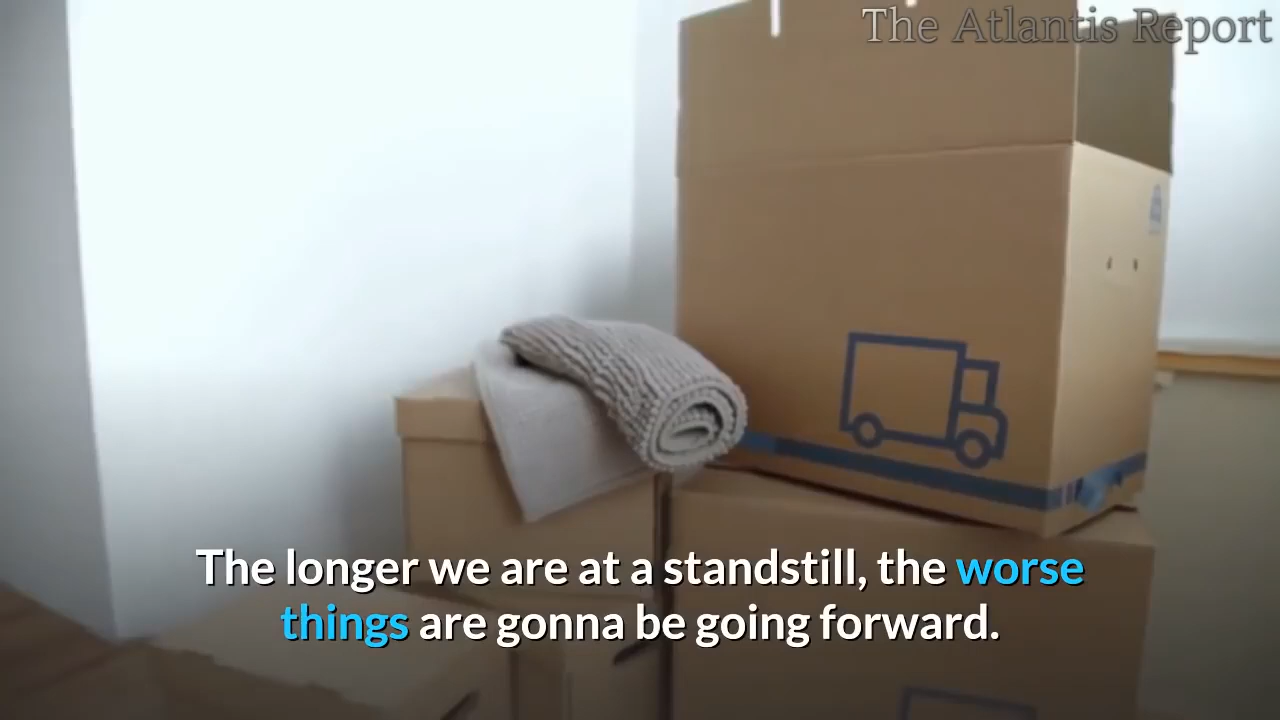 The Atlantis Report
The longer we are at a standstill, the worse
things are gonna be going forward.